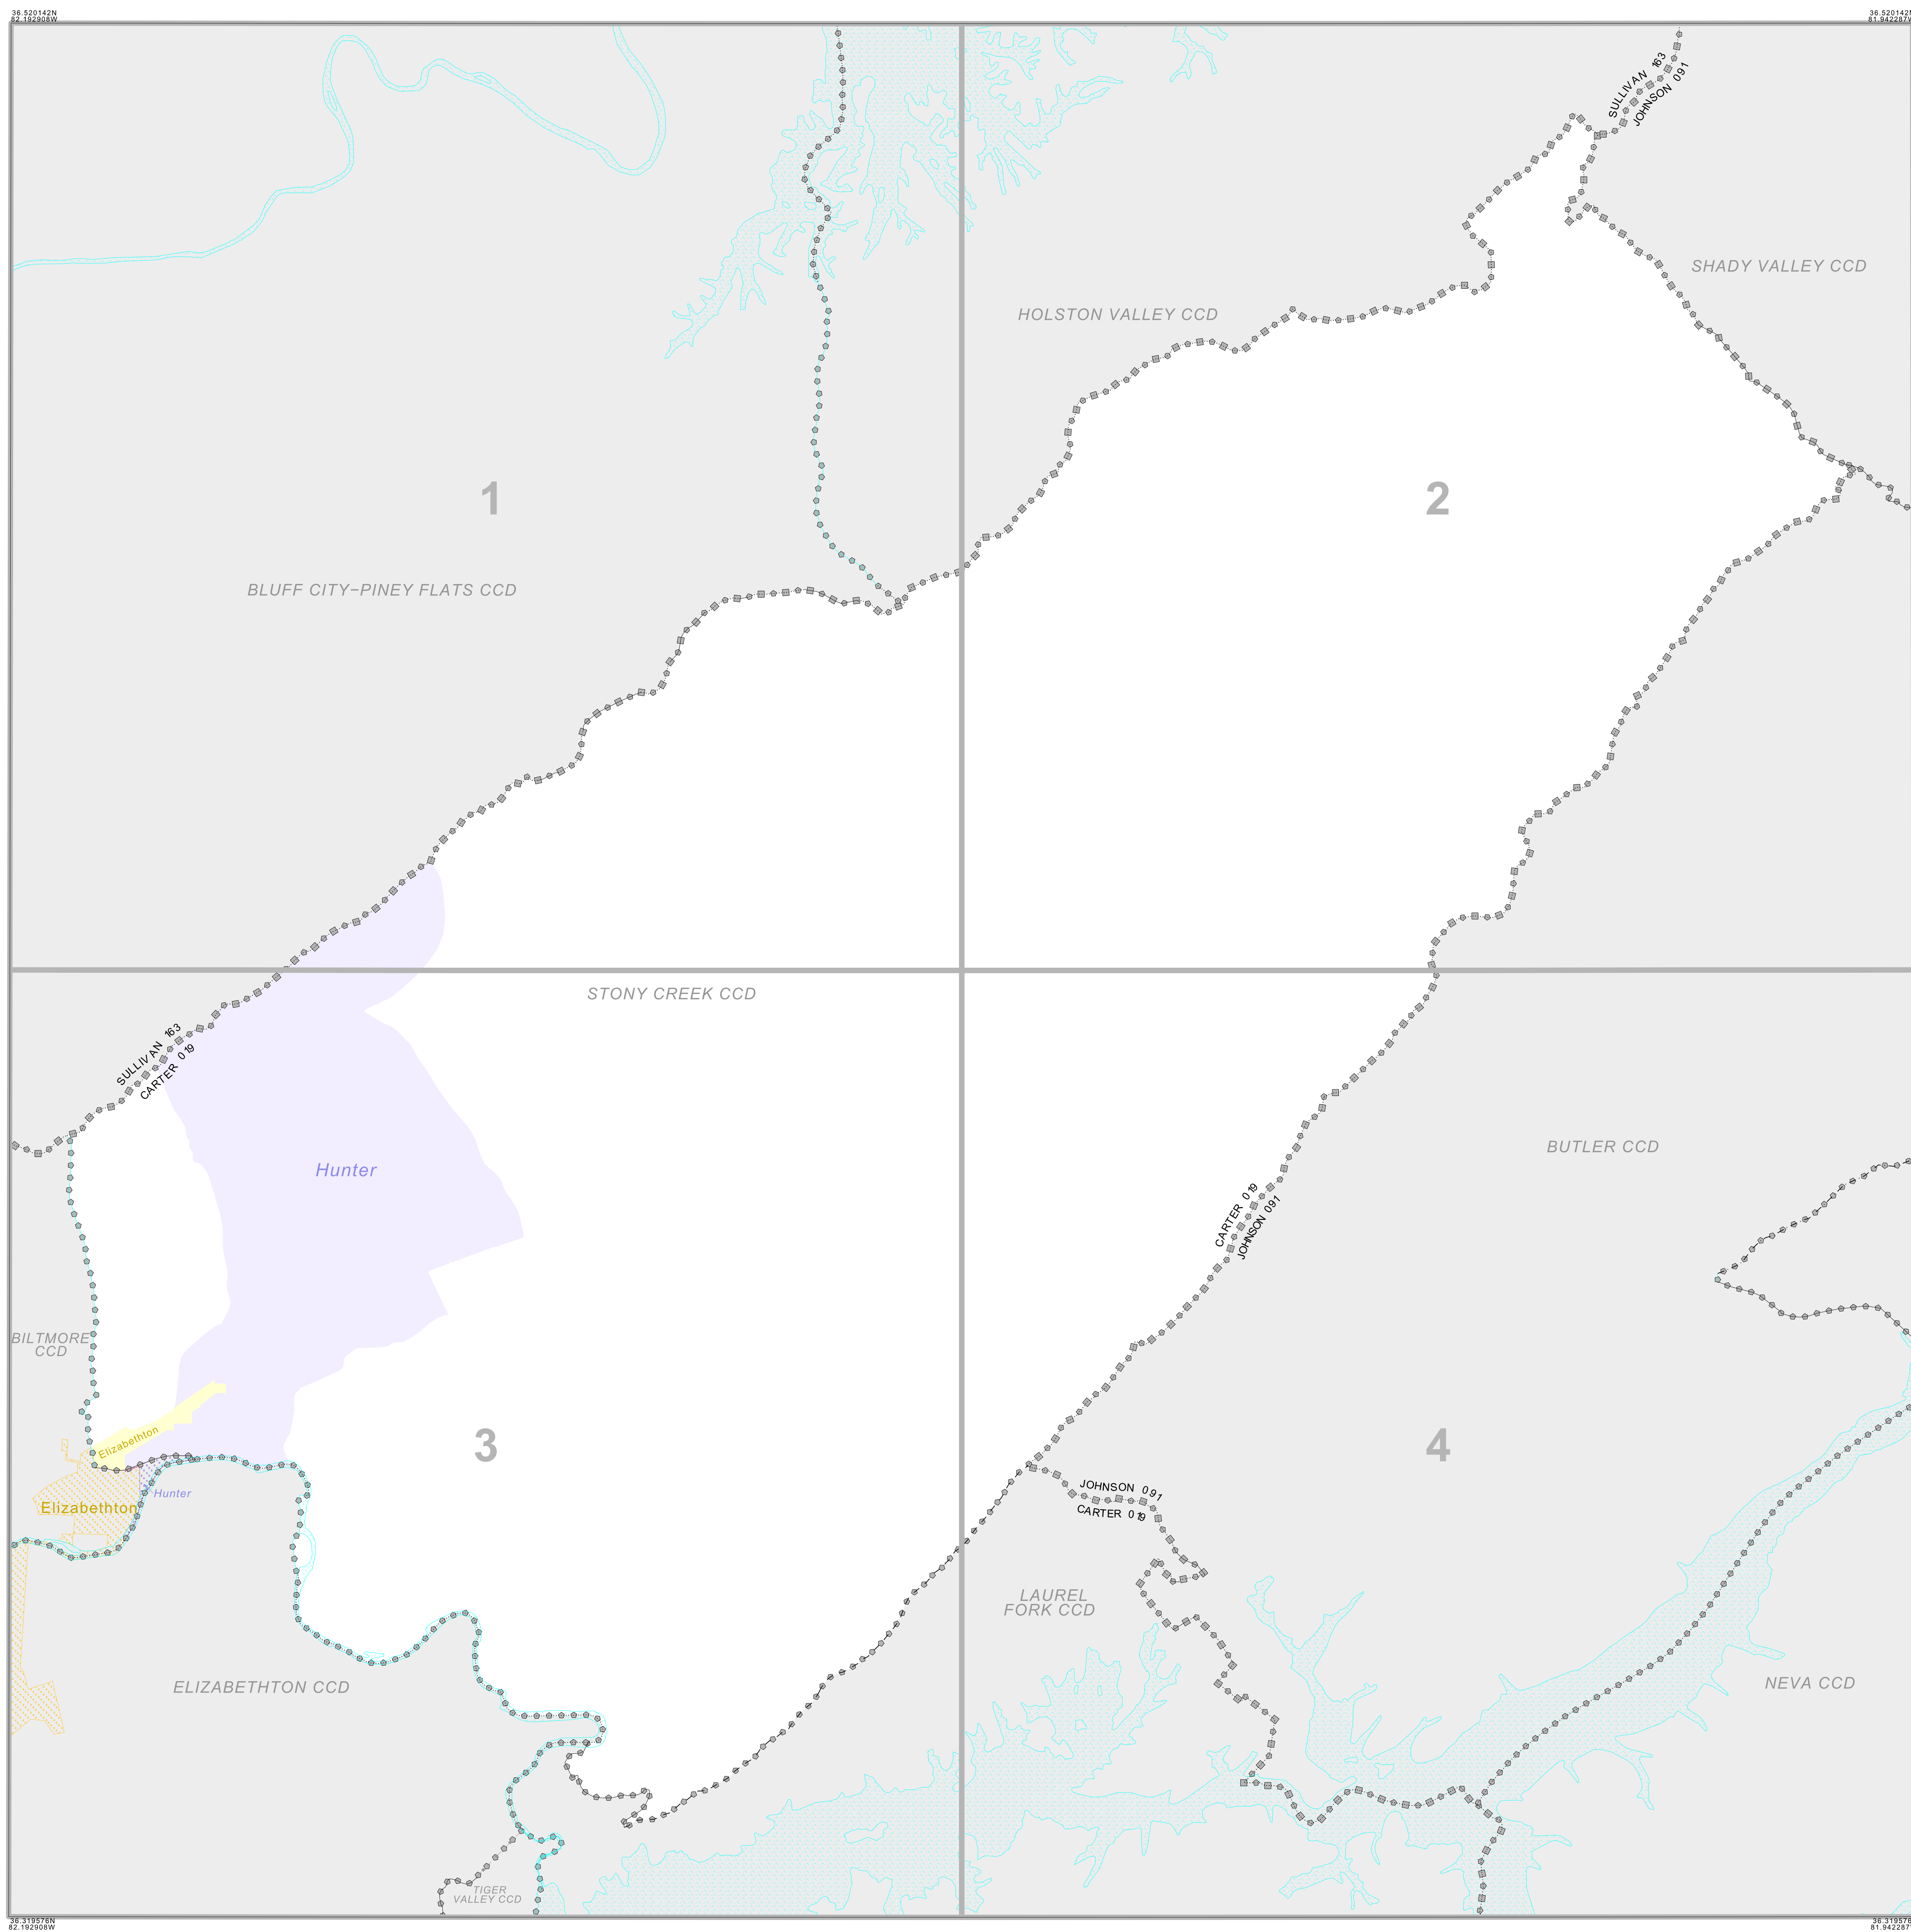 36.520142N
82.192908W
36.520142N
81.942287W
SULLIVAN 163
JOHNSON 091
SHADY VALLEY CCD
HOLSTON VALLEY CCD
1
2
BLUFF CITY-PINEY FLATS CCD
STONY CREEK CCD
SULLIVAN 163
CARTER 019
BUTLER CCD
Hunter
CARTER 019
JOHNSON 091
BILTMORE
CCD
Elizabethton
3
4
Hunter
Elizabethton
JOHNSON 091
CARTER 019
LAUREL
FORK CCD
ELIZABETHTON CCD
NEVA CCD
TIGER
VALLEY CCD
36.319576N
82.192908W
36.319576
81.942287